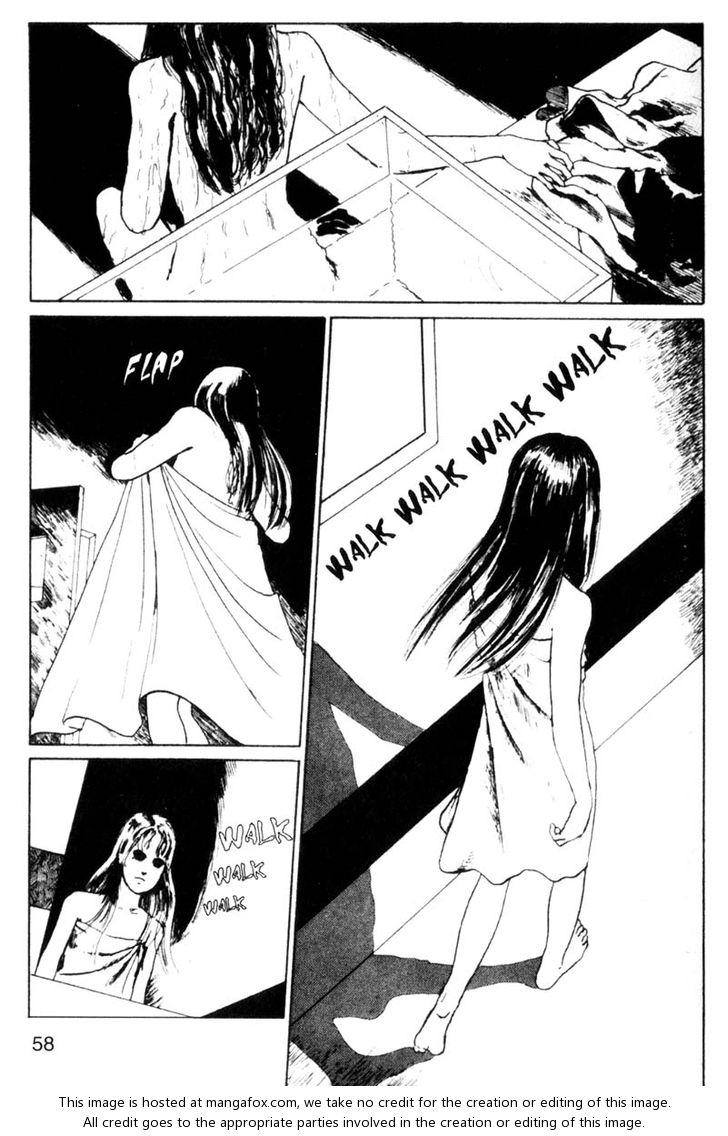 FLAP
WALK WALK WALK WALK
WALK
WALK
WALK
58
This image is hosted at mangafox.com, we take no credit for the creation or editing of this image.
All credit goes to the appropriate parties involved in the creation or editing of this image.